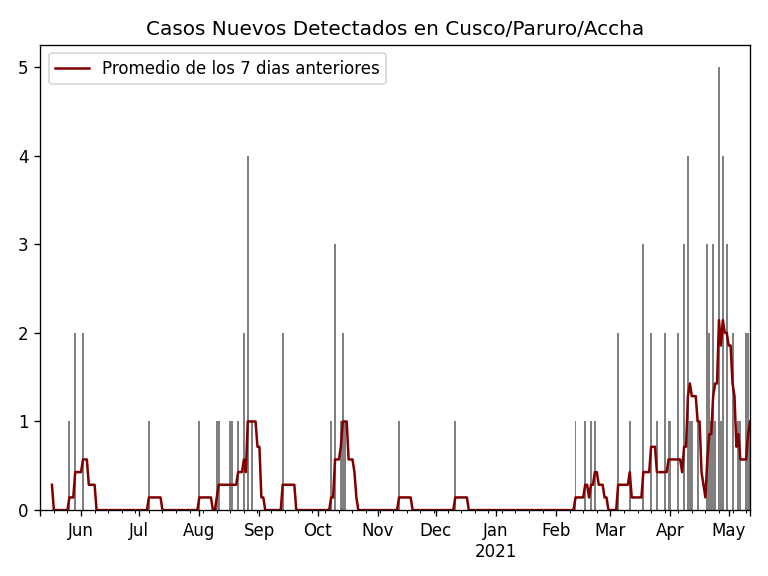 Casos Nuevos Detectados en Cusco/Paruro/Accha
Promedio de los 7 dias anteriores
5
4
3
2
1
0
Jun Jul Aug Sep Oct Nov Dec Jan Feb Mar Apr May
2021